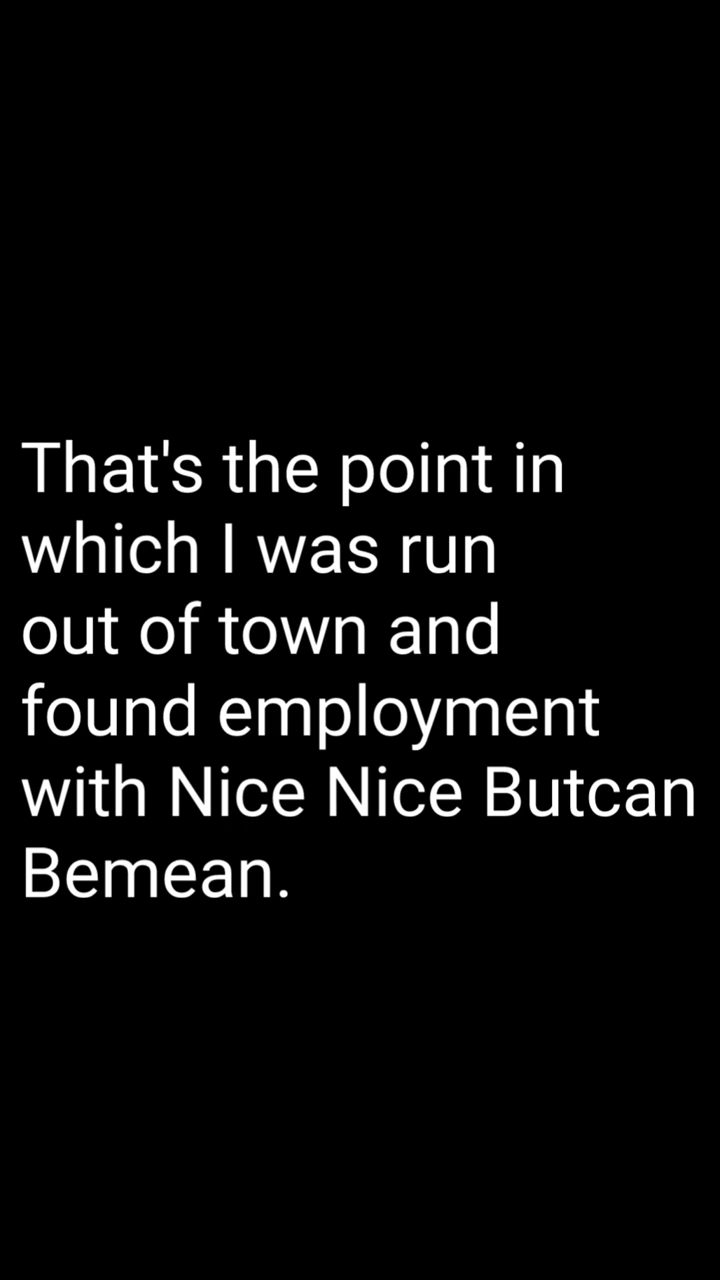 That's the point in
which I was run
out of town and
found employment
with Nice Nice Butcan
Bemean.